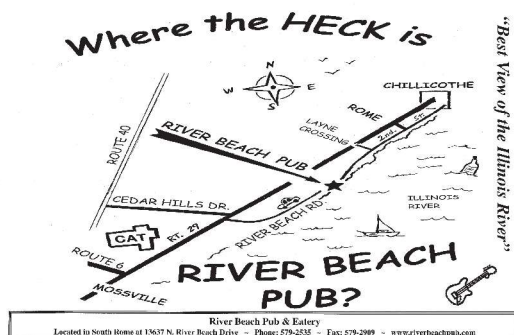 Where the HECK is
"Best View of the Illinois River"
N
W
E
S
CHILLICOTHE
ROME
5th
2nd.
LAYNE
CROSSING
ROUTE 40
RIVER BEACH PUB
CEDAR HILLS DR.
CAT
RT. 29
RIVER BEACH RD.
ILLINOIS
RIVER
ROUTE 6
MOSSVILLE
RIVER BEACH
PUB?
River Beach Pub & Eatery
Located in South Rome at 13637 N. River Beach Drive ~ Phone: 579-2535 ~ Fax: 579-2909 ~ www.riverbeachpub.com